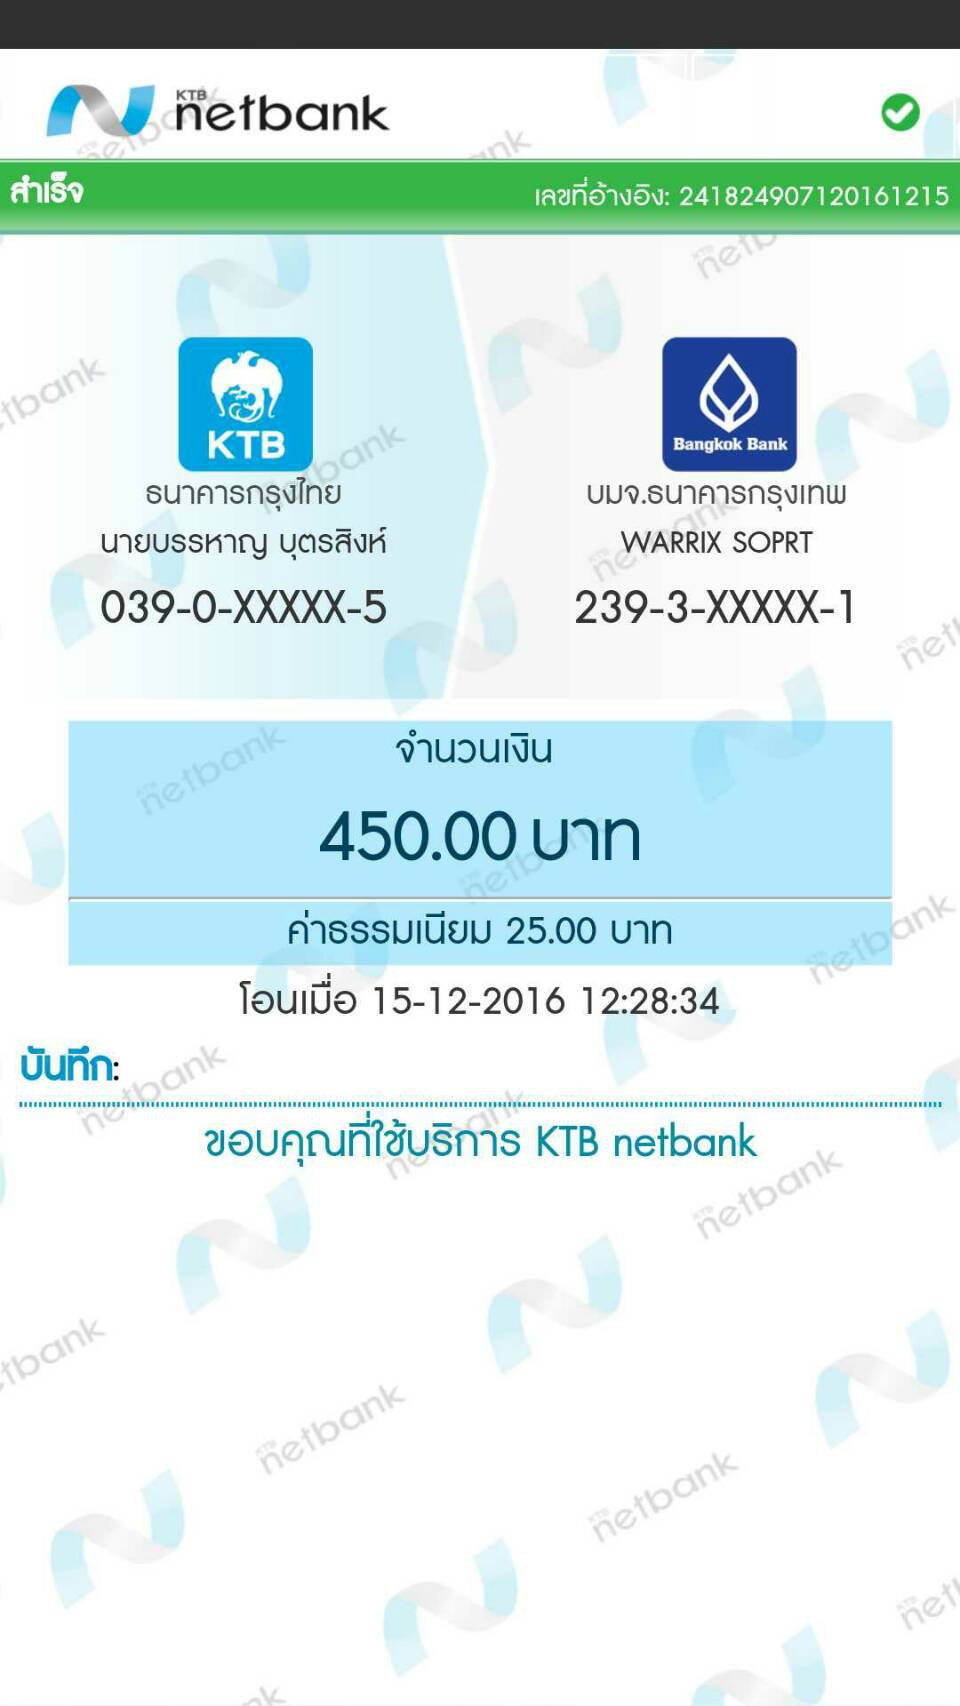 KTB
netbank
สำเร็จ
เลขที่อ้างอิง: 241824907120161215
KTB
Bangkok Bank
ธนาคารกรุงไทย
บมจ.ธนาคารกรุงเทพ
นายบรรหาญ บุตรสิงห์
WARRIX SOPRT
039-0-XXXXX-5
239-3-XXXXX-1
จำนวนเงิน
450.00 บาท
ค่าธรรมเนียม 25.00 บาท
โอนเมื่อ 15-12-2016 12:28:34
บันทึก:
ขอบคุณที่ใช้บริการ KTB netbank